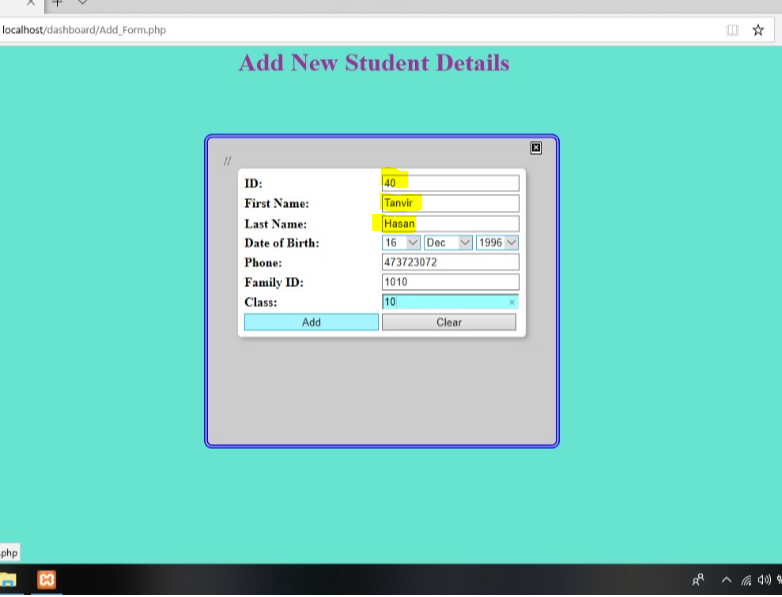 localhost/dashboard/Add_Form.php
Add New Student Details
//
ID: 40
First Name: Tanvir
Last Name: Hasan
Date of Birth: 16 Dec 1996
Phone: 473723072
Family ID: 1010
Class: 10
Add Clear
.php